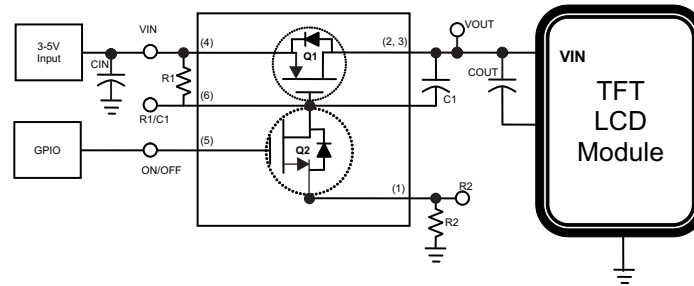 3-5V
Input
VIN
CIN
R1
R1/C1
(4)
(6)
Q1
(2, 3)
VOUT
C1
COUT
VIN
TFT
LCD
Module
GPIO
ON/OFF
(5)
Q2
(1)
R2
R2